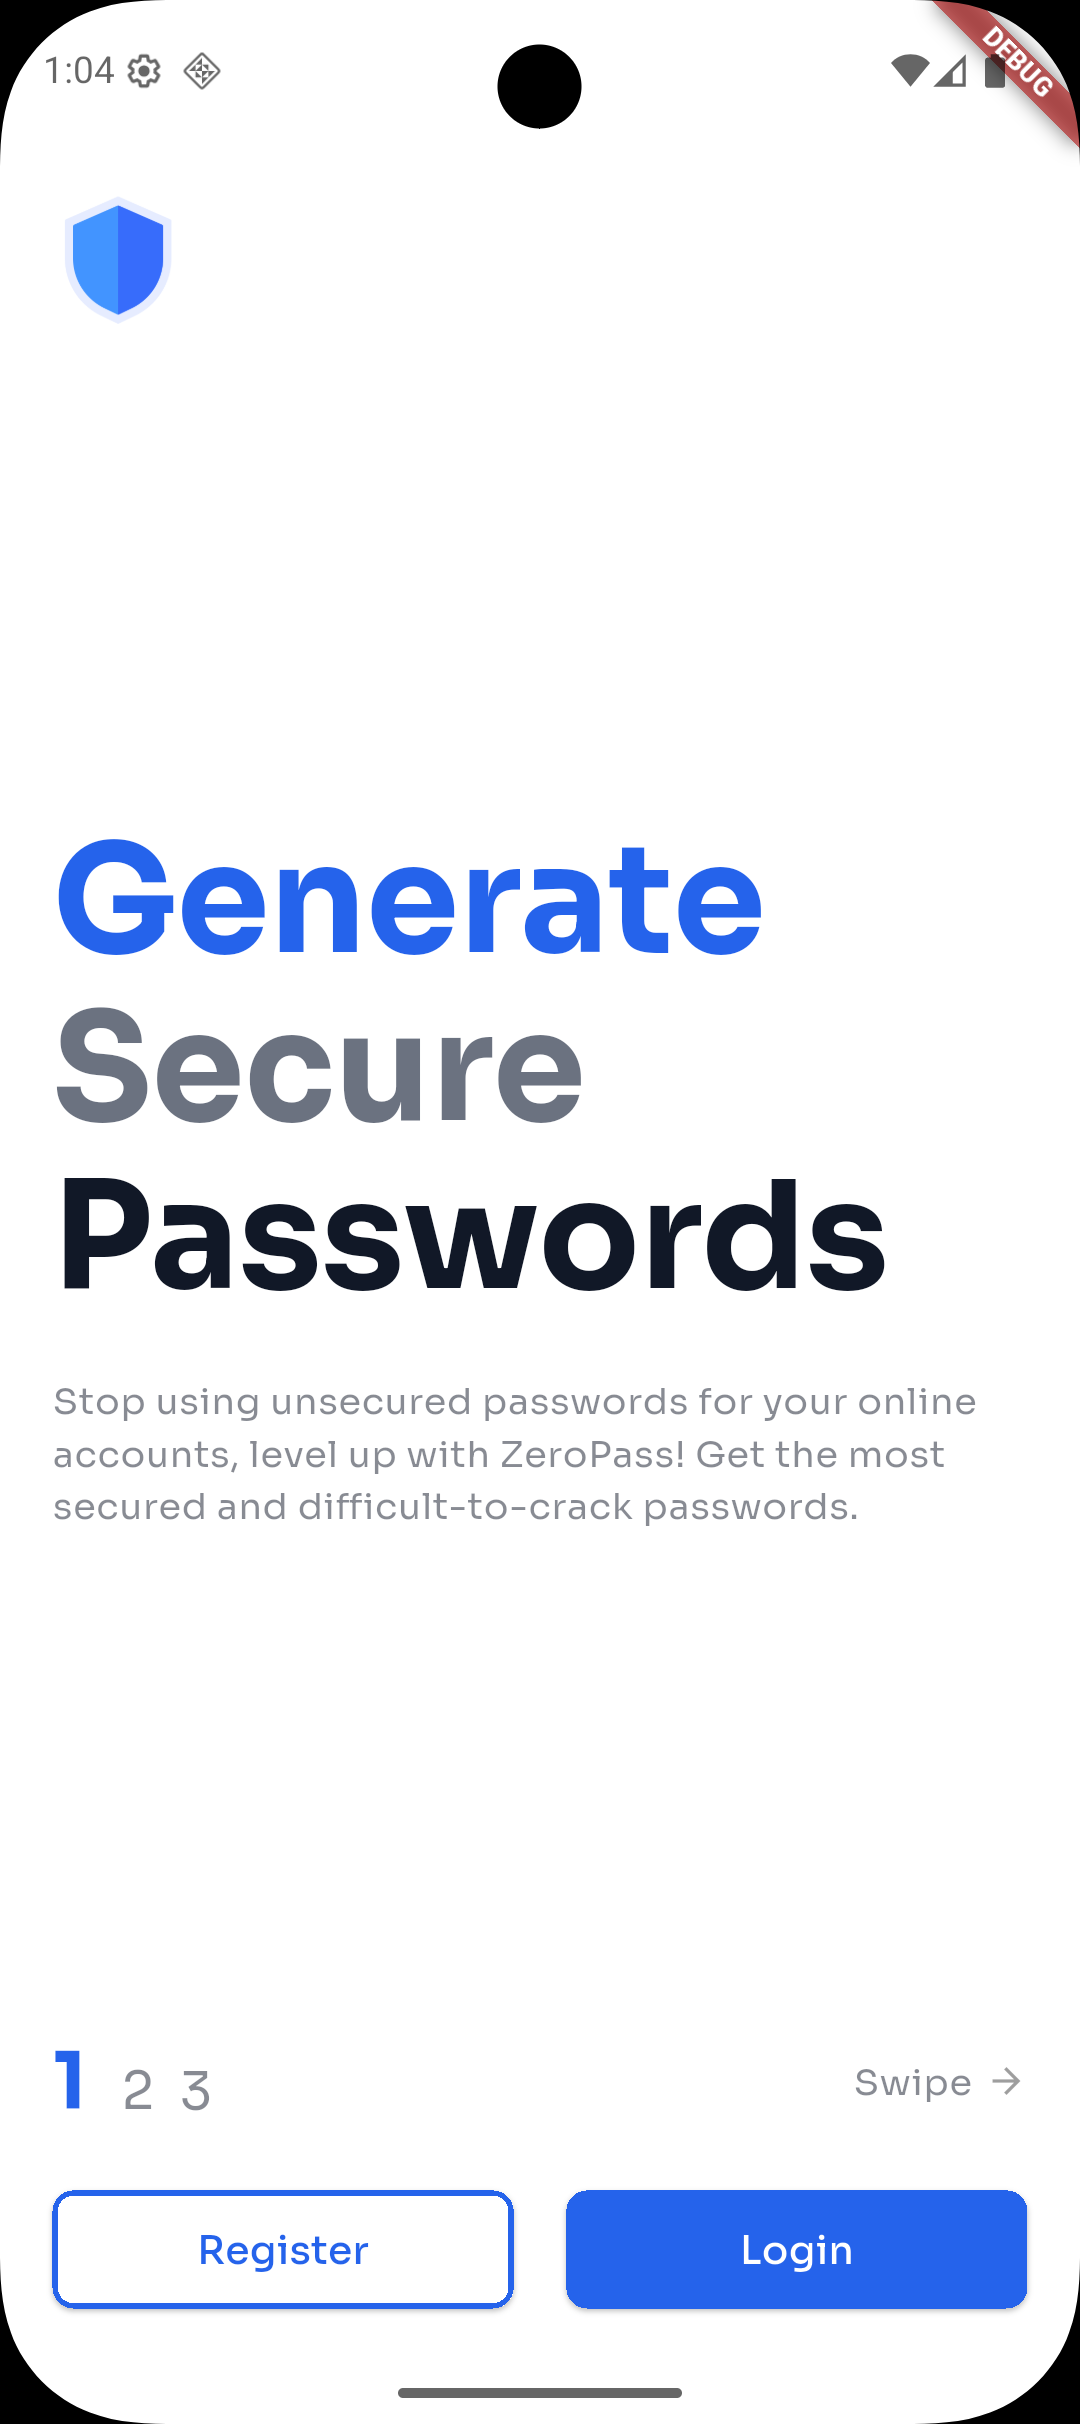 1:04
DEBUG
Generate
Secure
Passwords
Stop using unsecured passwords for your online
accounts, level up with ZeroPass! Get the most
secured and difficult-to-crack passwords.
1 2 3
Swipe →
Register
Login